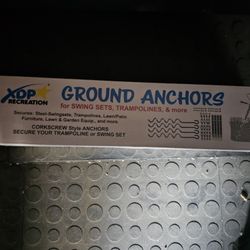 XDP
RECREATION
GROUND ANCHORS
for SWING SETS, TRAMPOLINES, & more
Secures: Steel-Swingsets, Trampolines, Lawn/Patio
Furniture, Lawn & Garden Equip., and more.
CORKSCREW Style ANCHORS
SECURE YOUR TRAMPOLINE or SWING SET